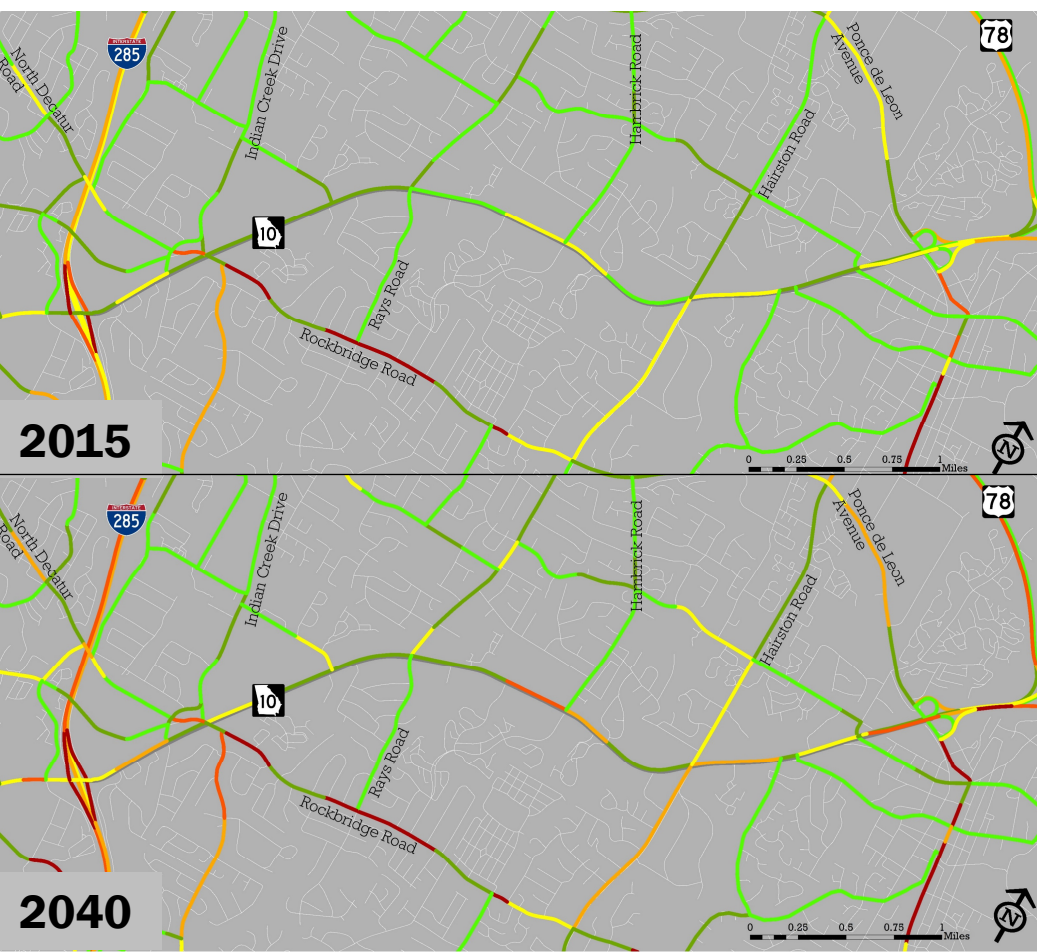 INTERSTATE
285
North Decatur
Road
Indian Creek Drive
Hambrick Road
Ponce de Leon
Avenue
78
Hairston Road
10
Rays Road
Rockbridge Road
2015
N
0 0.25 0.5 0.75 1
Miles
INTERSTATE
285
North Decatur
Road
Indian Creek Drive
Hambrick Road
Ponce de Leon
Avenue
78
Hairston Road
10
Rays Road
Rockbridge Road
2040
N
0 0.25 0.5 0.75 1
Miles